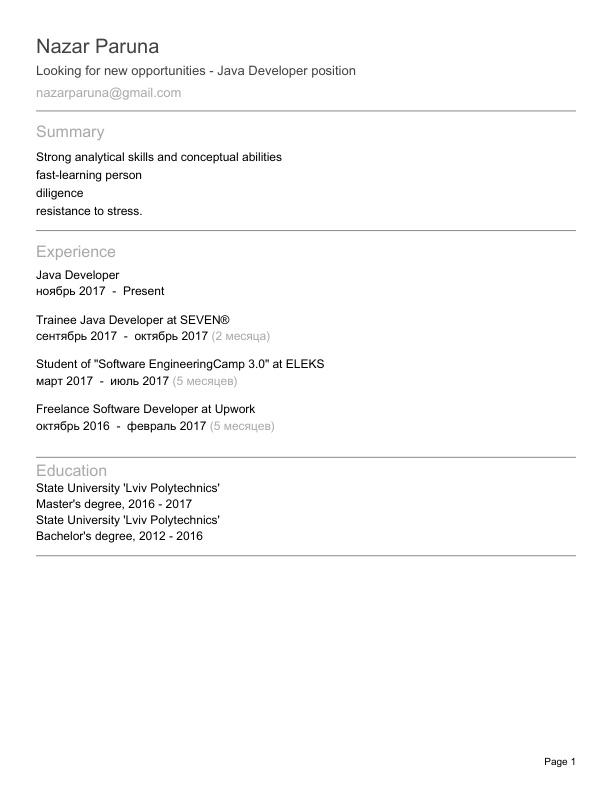 Nazar Paruna
Looking for new opportunities - Java Developer position
nazarparuna@gmail.com
Summary
Strong analytical skills and conceptual abilities
fast-learning person
diligence
resistance to stress.
Experience
Java Developer
ноябрь 2017 - Present
Trainee Java Developer at SEVEN®
сентябрь 2017 - октябрь 2017 (2 месяца)
Student of "Software EngineeringCamp 3.0" at ELEKS
март 2017 - июль 2017 (5 месяцев)
Freelance Software Developer at Upwork
октябрь 2016 - февраль 2017 (5 месяцев)
Education
State University 'Lviv Polytechnics'
Master's degree, 2016 - 2017
State University 'Lviv Polytechnics'
Bachelor's degree, 2012 - 2016
Page 1